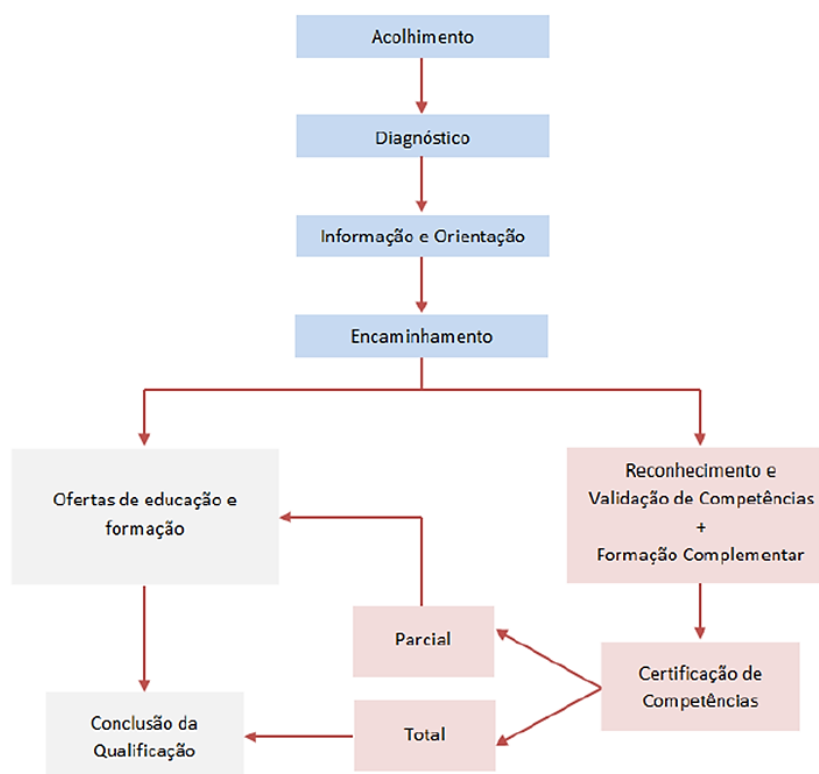 Acolhimento
Diagnóstico
Informação e Orientação
Encaminhamento
Ofertas de educação e
formação
Reconhecimento e
Validação de Competências
+
Formação Complementar
Parcial
Certificação de
Competências
Total
Conclusão da
Qualificação